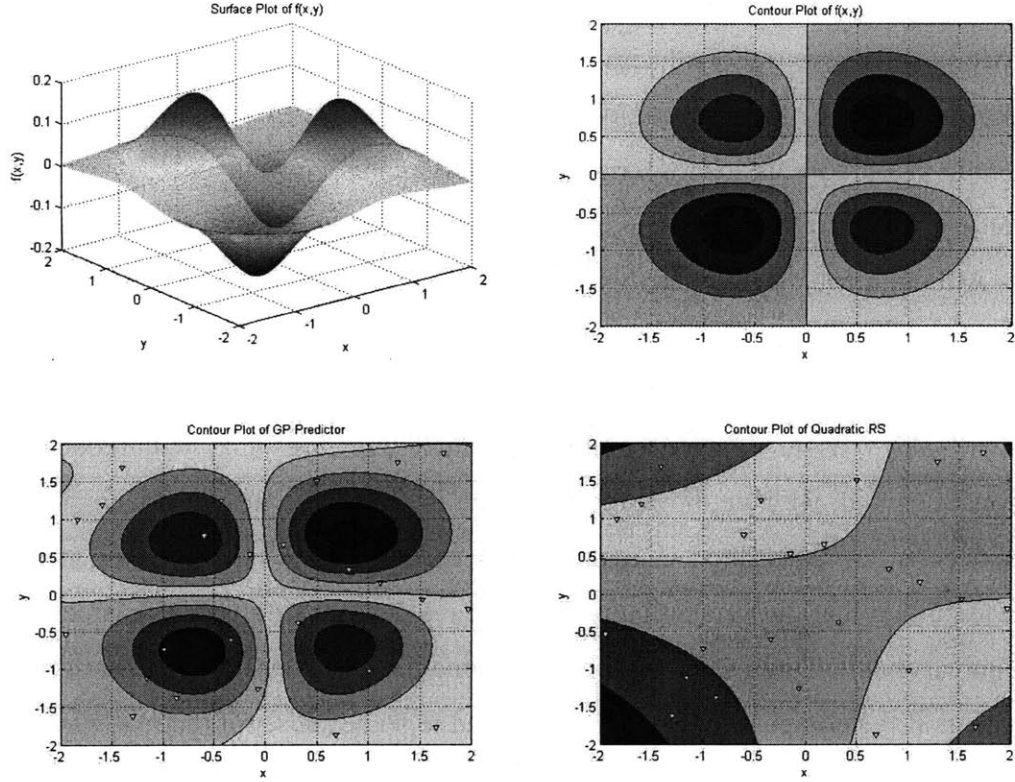 Surface Plot of f(x,y)
0.2
0.1
0
-0.1
-0.2
f(x,y)
2
1
0
-1
-2
y
-2
-1
0
1
2
x
Contour Plot of f(x,y)
2
1.5
1
0.5
0
-0.5
-1
-1.5
-2
y
-2 -1.5 -1 -0.5 0 0.5 1 1.5 2
x
Contour Plot of GP Predictor
2
1.5
1
0.5
0
-0.5
-1
-1.5
-2
y
-2 -1.5 -1 -0.5 0 0.5 1 1.5 2
x
Contour Plot of Quadratic RS
2
1.5
1
0.5
0
-0.5
-1
-1.5
-2
y
-2 -1.5 -1 -0.5 0 0.5 1 1.5 2
x